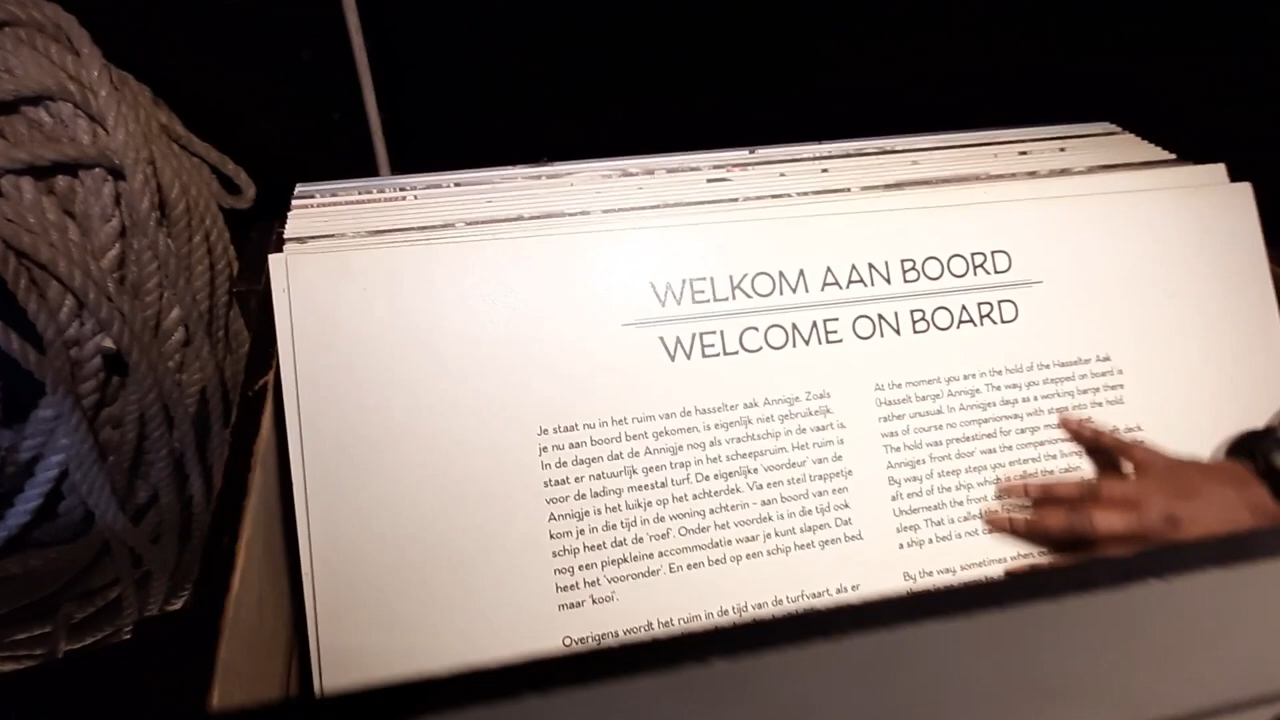 WELKOM AAN BOORD
WELCOME ON BOARD
Je staat nu in het ruim van de hasselter aak Annigje. Zoals
je nu aan boord bent gekomen, is eigenlijk niet gebruikelijk.
In de dagen dat de Annigje nog als vrachtschip in de vaart is,
staat er natuurlijk geen trap in het scheepsruim. Het ruim is
voor de lading: meestal turf. De eigenlijke 'voordeur' van de
Annigje is het luikje op het achterdek. Via een steil trappetje
kom je in die tijd in de woning achterin – aan boord van een
schip heet dat de 'roef'. Onder het voordek is in die tijd ook
nog een piepkleine accommodatie waar je kunt slapen. Dat
heet het 'vooronder'. En een bed op een schip heet geen bed
maar 'kooi'.
Overigens wordt het ruim in de tijd van de turfvaart, als er
At the moment you are in the hold of the Hasselter Aak
(Hasselt barge) Annigje. The way you stepped on board is
rather unusual. In Annigjes days as a working barge there
was of course no companionway with steps into the hold.
The hold was predestined for cargo:
Annigjes 'front door' was the companionway deck
By way of steep steps you entered the living
aft end of the ship, which is called the 'cabin'.
Underneath the front
sleep. That is called the
a ship a bed is not
By the way, sometimes when